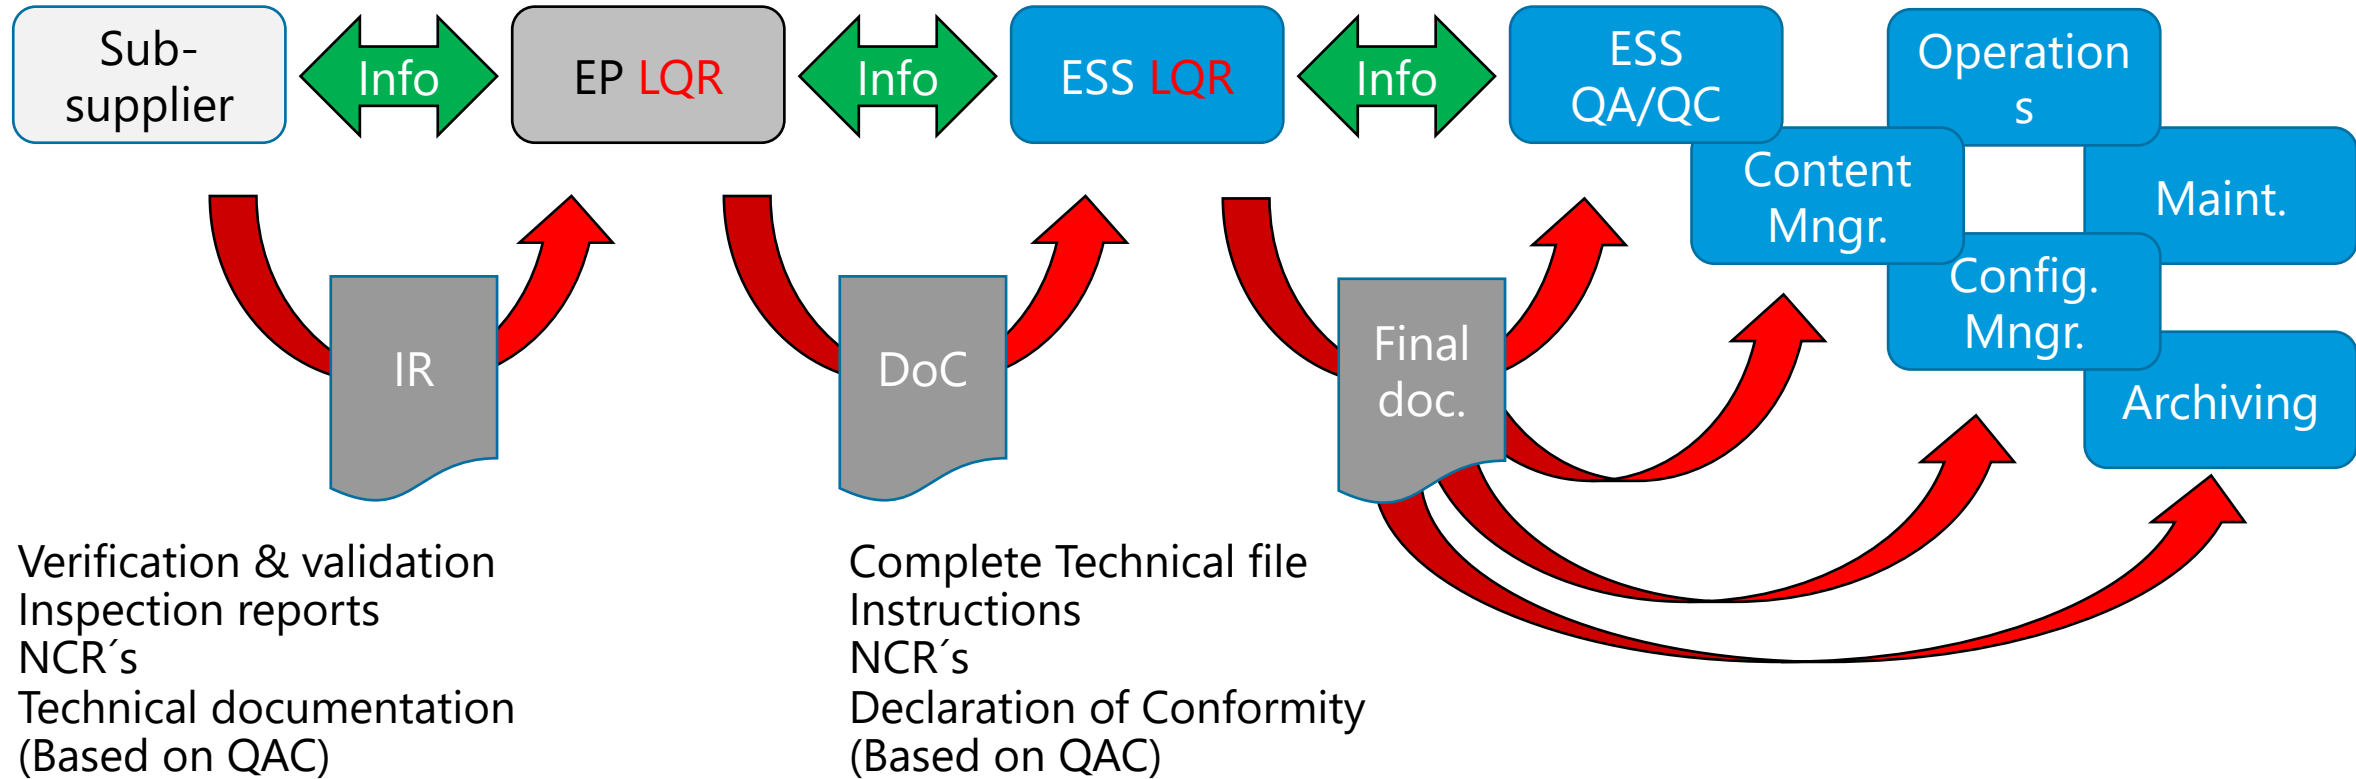 Sub-
supplier
Info
EP LQR
Info
ESS LQR
Info
ESS
QA/QC
Operation
s
Content
Mngr.
Maint.
Config.
Mngr.
Archiving
IR
DoC
Final
doc.
Verification & validation
Inspection reports
NCR´s
Technical documentation
(Based on QAC)
Complete Technical file
Instructions
NCR´s
Declaration of Conformity
(Based on QAC)